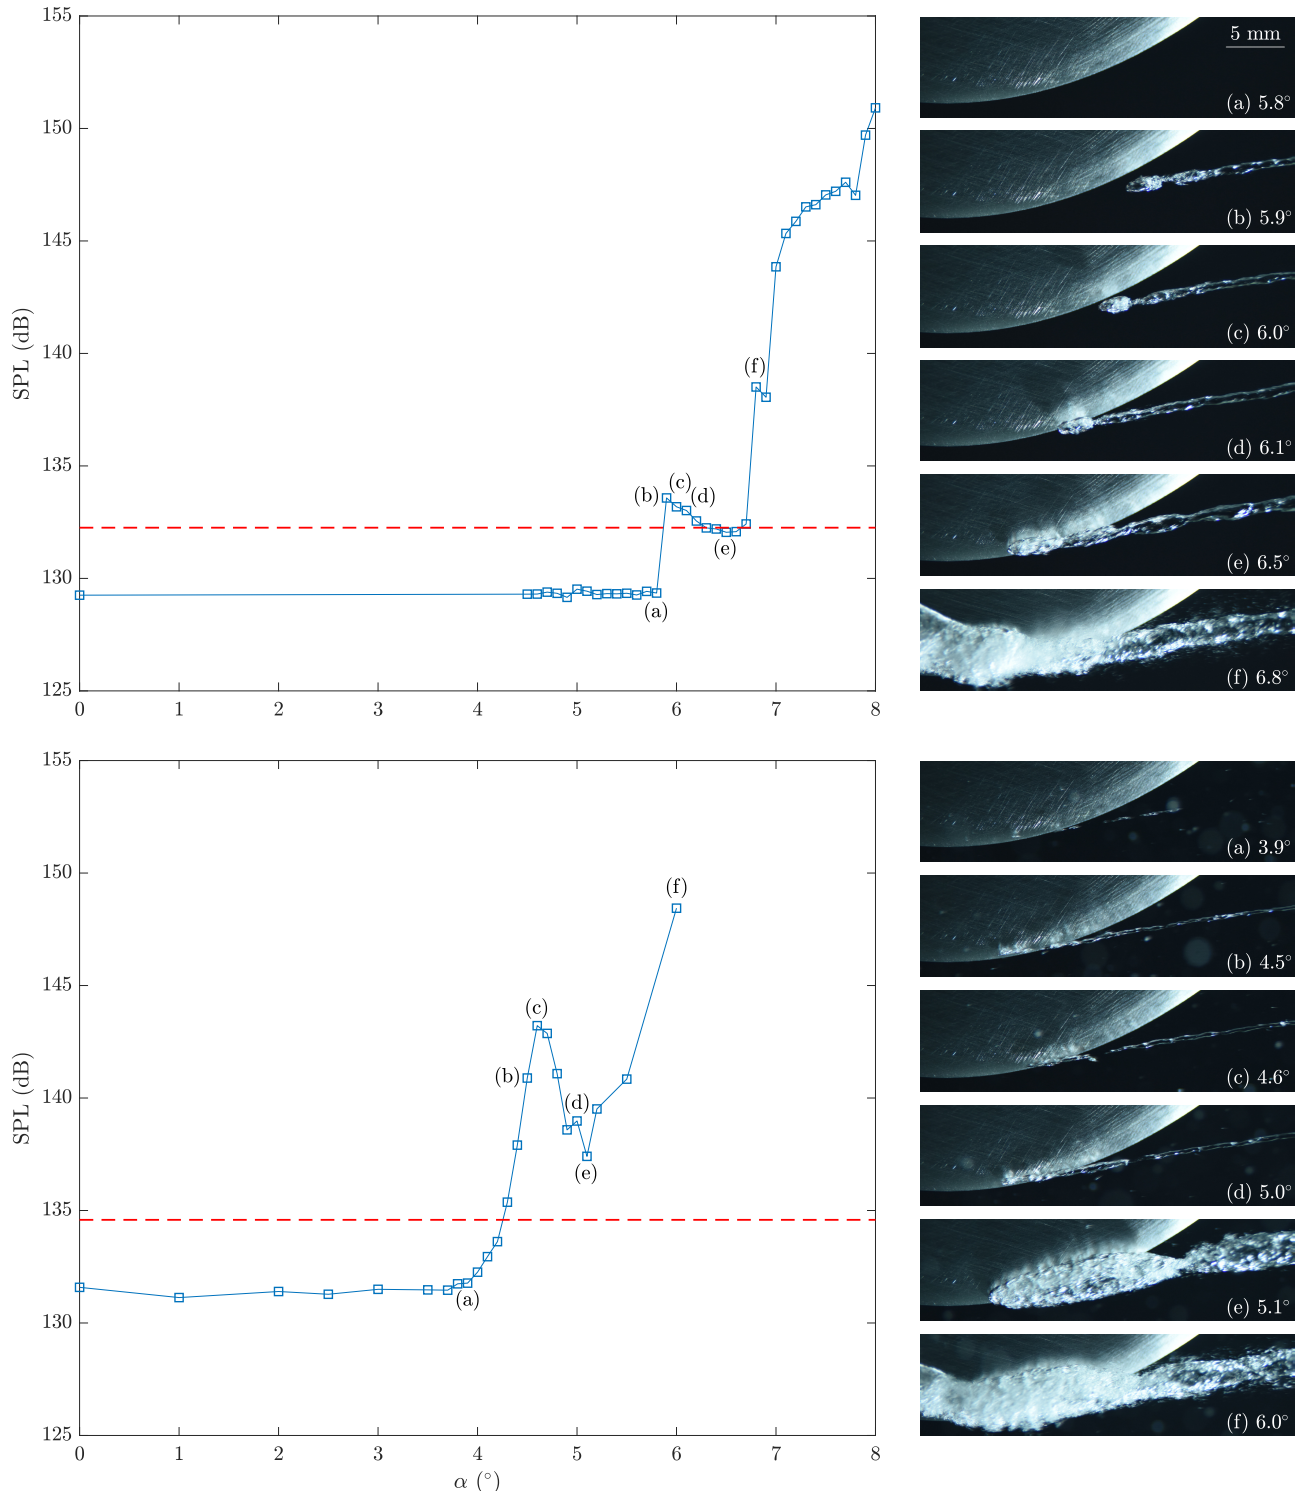 155
150
145
140
135
130
125
SPL (dB)
0 1 2 3 4 5 6 7 8
(a)
(b)
(c)
(d)
(e)
(f)
5 mm
(a) 5.8°
(b) 5.9°
(c) 6.0°
(d) 6.1°
(e) 6.5°
(f) 6.8°
155
150
145
140
135
130
125
SPL (dB)
0 1 2 3 4 5 6 7 8
α (°)
(a)
(b)
(c)
(d)
(e)
(f)
(a) 3.9°
(b) 4.5°
(c) 4.6°
(d) 5.0°
(e) 5.1°
(f) 6.0°